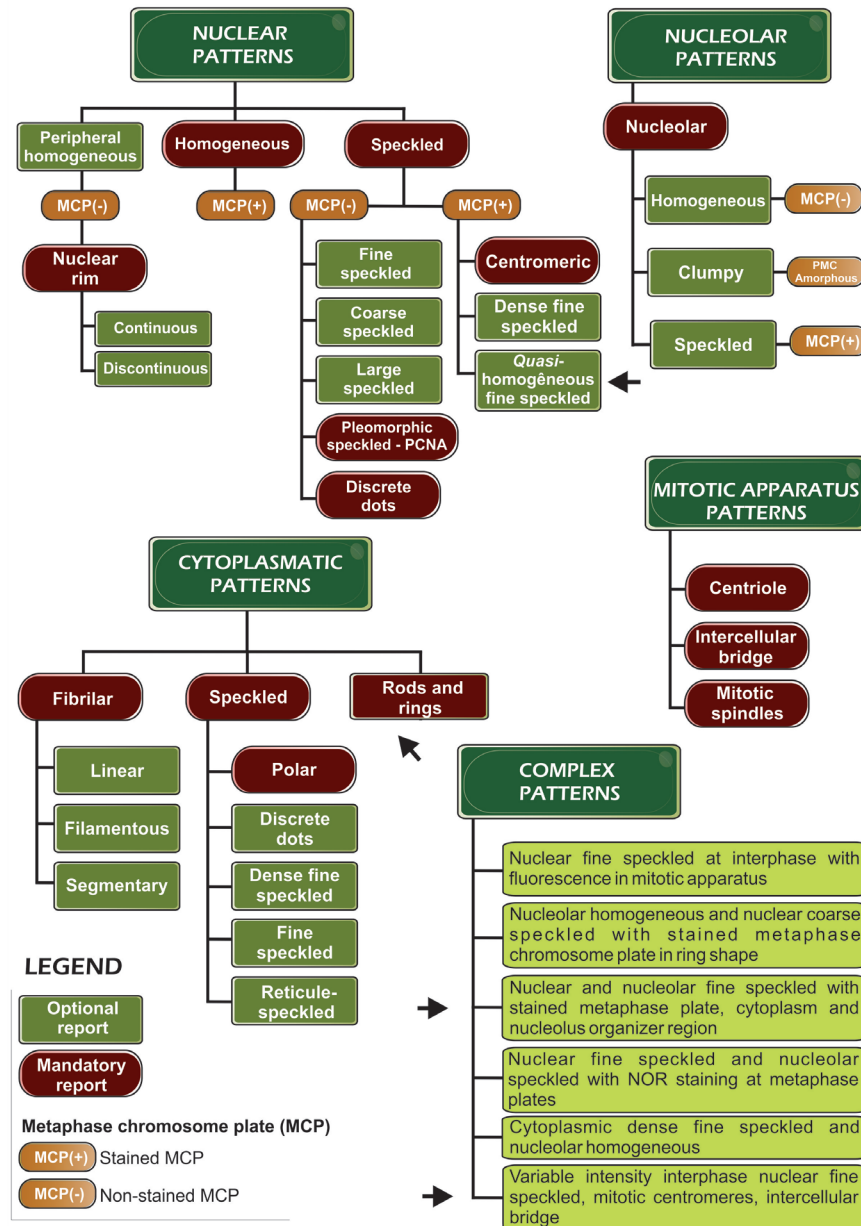 NUCLEAR
PATTERNS
Peripheral
homogeneous
MCP(-)
Nuclear
rim
Continuous
Discontinuous
Homogeneous
MCP(+)
Speckled
MCP(-)
Fine
speckled
Coarse
speckled
Large
speckled
Pleomorphic
speckled - PCNA
Discrete
dots
MCP(+)
Centromeric
Dense fine
speckled
Quasi-
homogêneous
fine speckled
NUCLEOLAR
PATTERNS
Nucleolar
Homogeneous
MCP(-)
Clumpy
PMC
Amorphous
Speckled
MCP(+)
MITOTIC APPARATUS
PATTERNS
Centriole
Intercellular
bridge
Mitotic
spindles
CYTOPLASMATIC
PATTERNS
Fibrilar
Linear
Filamentous
Segmentary
Speckled
Polar
Discrete
dots
Dense fine
speckled
Fine
speckled
Reticule-
speckled
Rods and
rings
COMPLEX
PATTERNS
Nuclear fine speckled at interphase with
fluorescence in mitotic apparatus
Nucleolar homogeneous and nuclear coarse
speckled with stained metaphase
chromosome plate in ring shape
Nuclear and nucleolar fine speckled with
stained metaphase plate, cytoplasm and
nucleolus organizer region
Nuclear fine speckled and nucleolar
speckled with NOR staining at metaphase
plates
Cytoplasmic dense fine speckled and
nucleolar homogeneous
Variable intensity interphase nuclear fine
speckled, mitotic centromeres, intercellular
bridge
LEGEND
Optional
report
Mandatory
report
Metaphase chromosome plate (MCP)
MCP(+) Stained MCP
MCP(-) Non-stained MCP